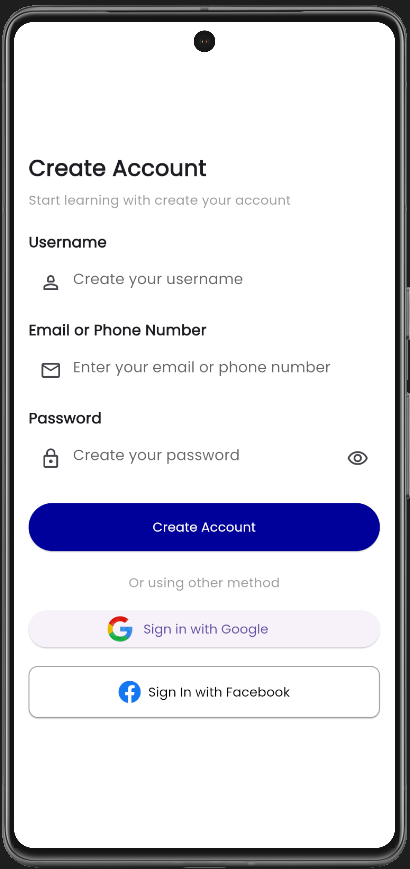 Create Account
Start learning with create your account
Username
Create your username
Email or Phone Number
Enter your email or phone number
Password
Create your password
Create Account
Or using other method
Sign in with Google
Sign In with Facebook